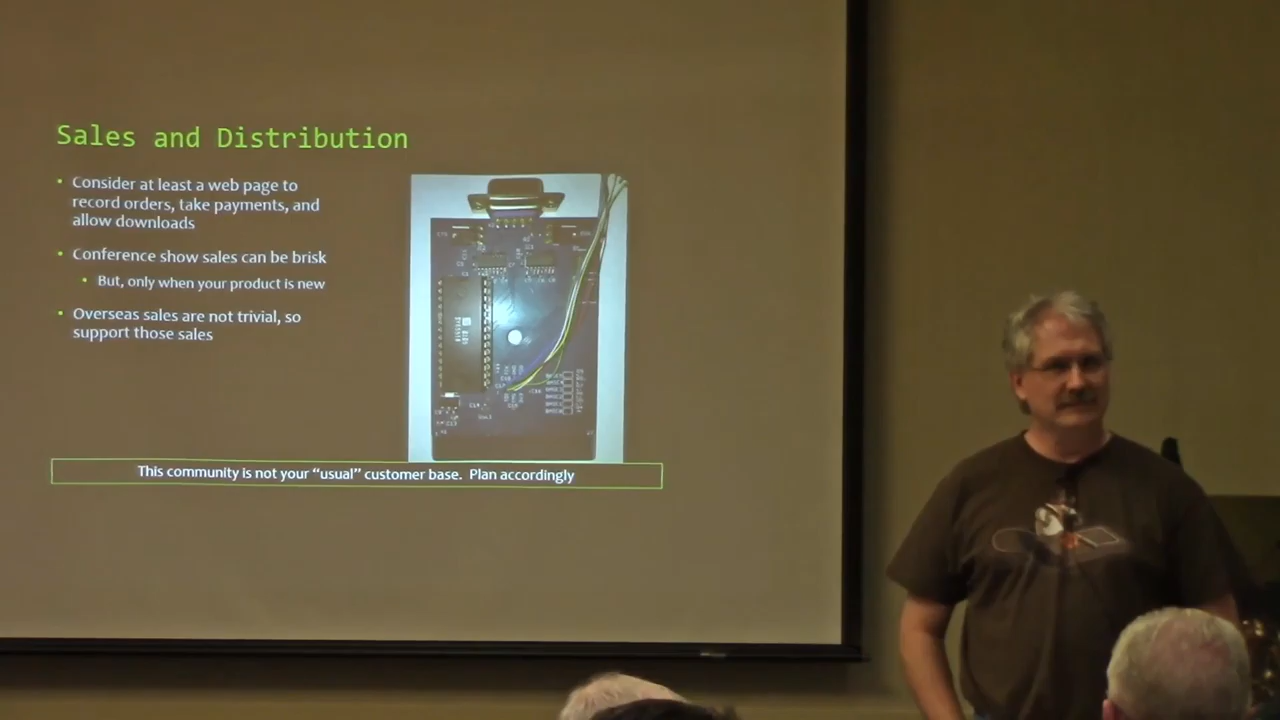 Sales and Distribution
• Consider at least a web page to
record orders, take payments, and
allow downloads
• Conference show sales can be brisk
• But, only when your product is new
• Overseas sales are not trivial, so
support those sales
This community is not your “usual” customer base. Plan accordingly